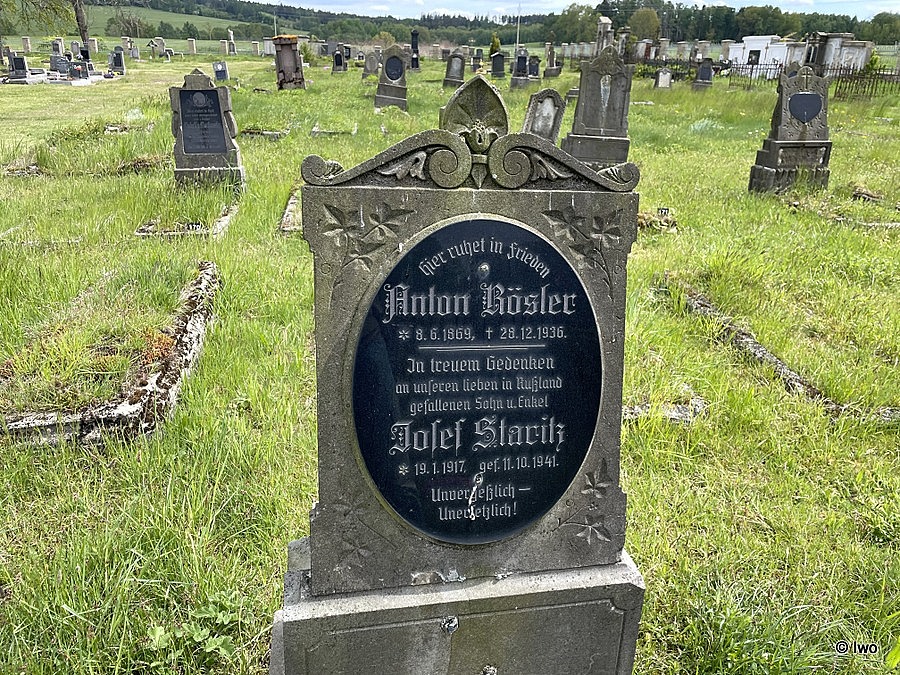 Hier ruhet in Frieden
Anton Rösler
* 8.6.1869, † 28.12.1936.
In treuem Gedenken
an unseren lieben in Rußland
gefallenen Sohn u. Enkel
Josef Staritz
* 19.1.1917, gef. 11.10.1941.
Unvergeßlich —
Unersetzlich!
© Iwo